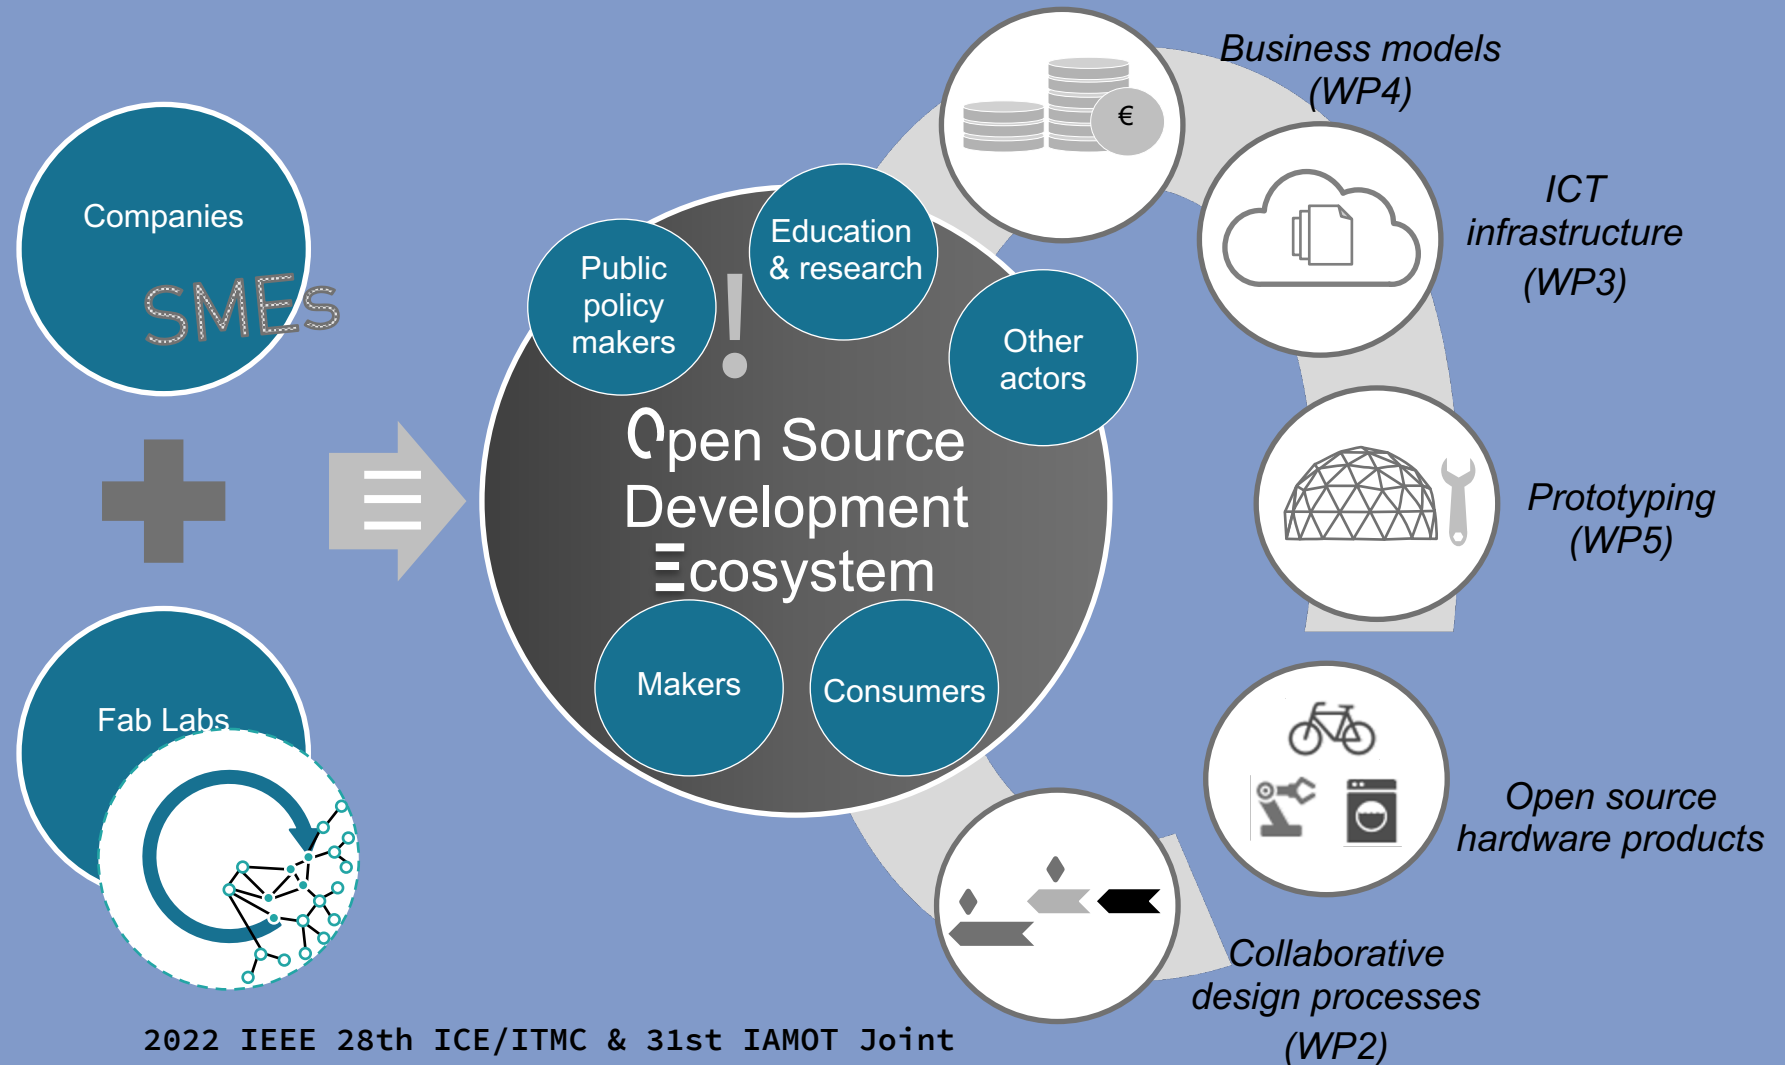 Companies
SMEs
Fab Labs
Public
policy
makers
Education
& research
Other
actors
!
Open Source
Development
Ecosystem
Makers
Consumers
€
Business models
(WP4)
ICT
infrastructure
(WP3)
Prototyping
(WP5)
Open source
hardware products
Collaborative
design processes
(WP2)
2022 IEEE 28th ICE/ITMC & 31st IAMOT Joint